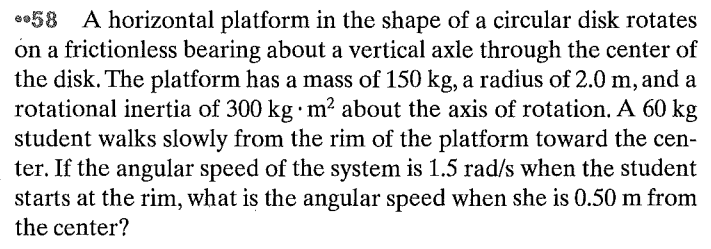 ••58 A horizontal platform in the shape of a circular disk rotates
on a frictionless bearing about a vertical axle through the center of
the disk. The platform has a mass of 150 kg, a radius of 2.0 m, and a
rotational inertia of 300 kg · m² about the axis of rotation. A 60 kg
student walks slowly from the rim of the platform toward the cen-
ter. If the angular speed of the system is 1.5 rad/s when the student
starts at the rim, what is the angular speed when she is 0.50 m from
the center?